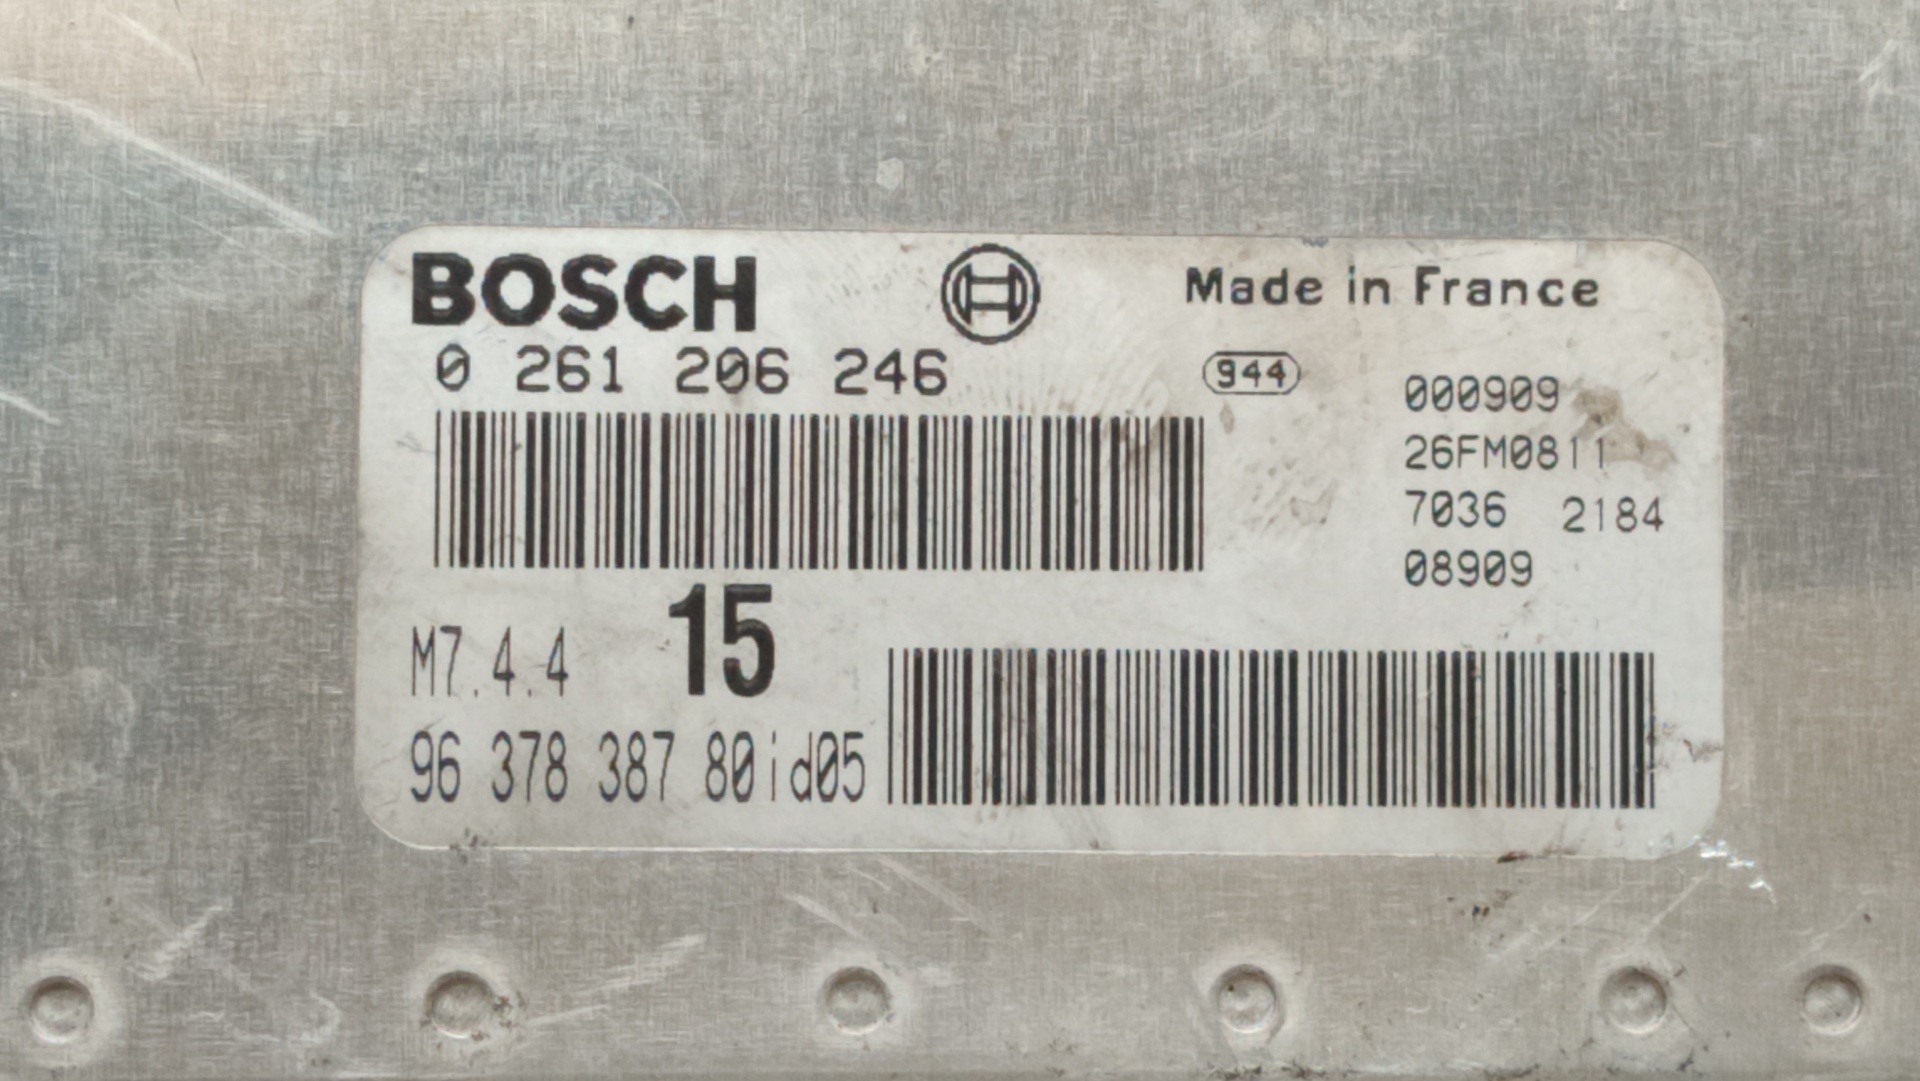 BOSCH Made in France
0 261 206 246 944 000909
26FM0811
7036 2184
08909
M7.4.4 15
96 378 387 80id05